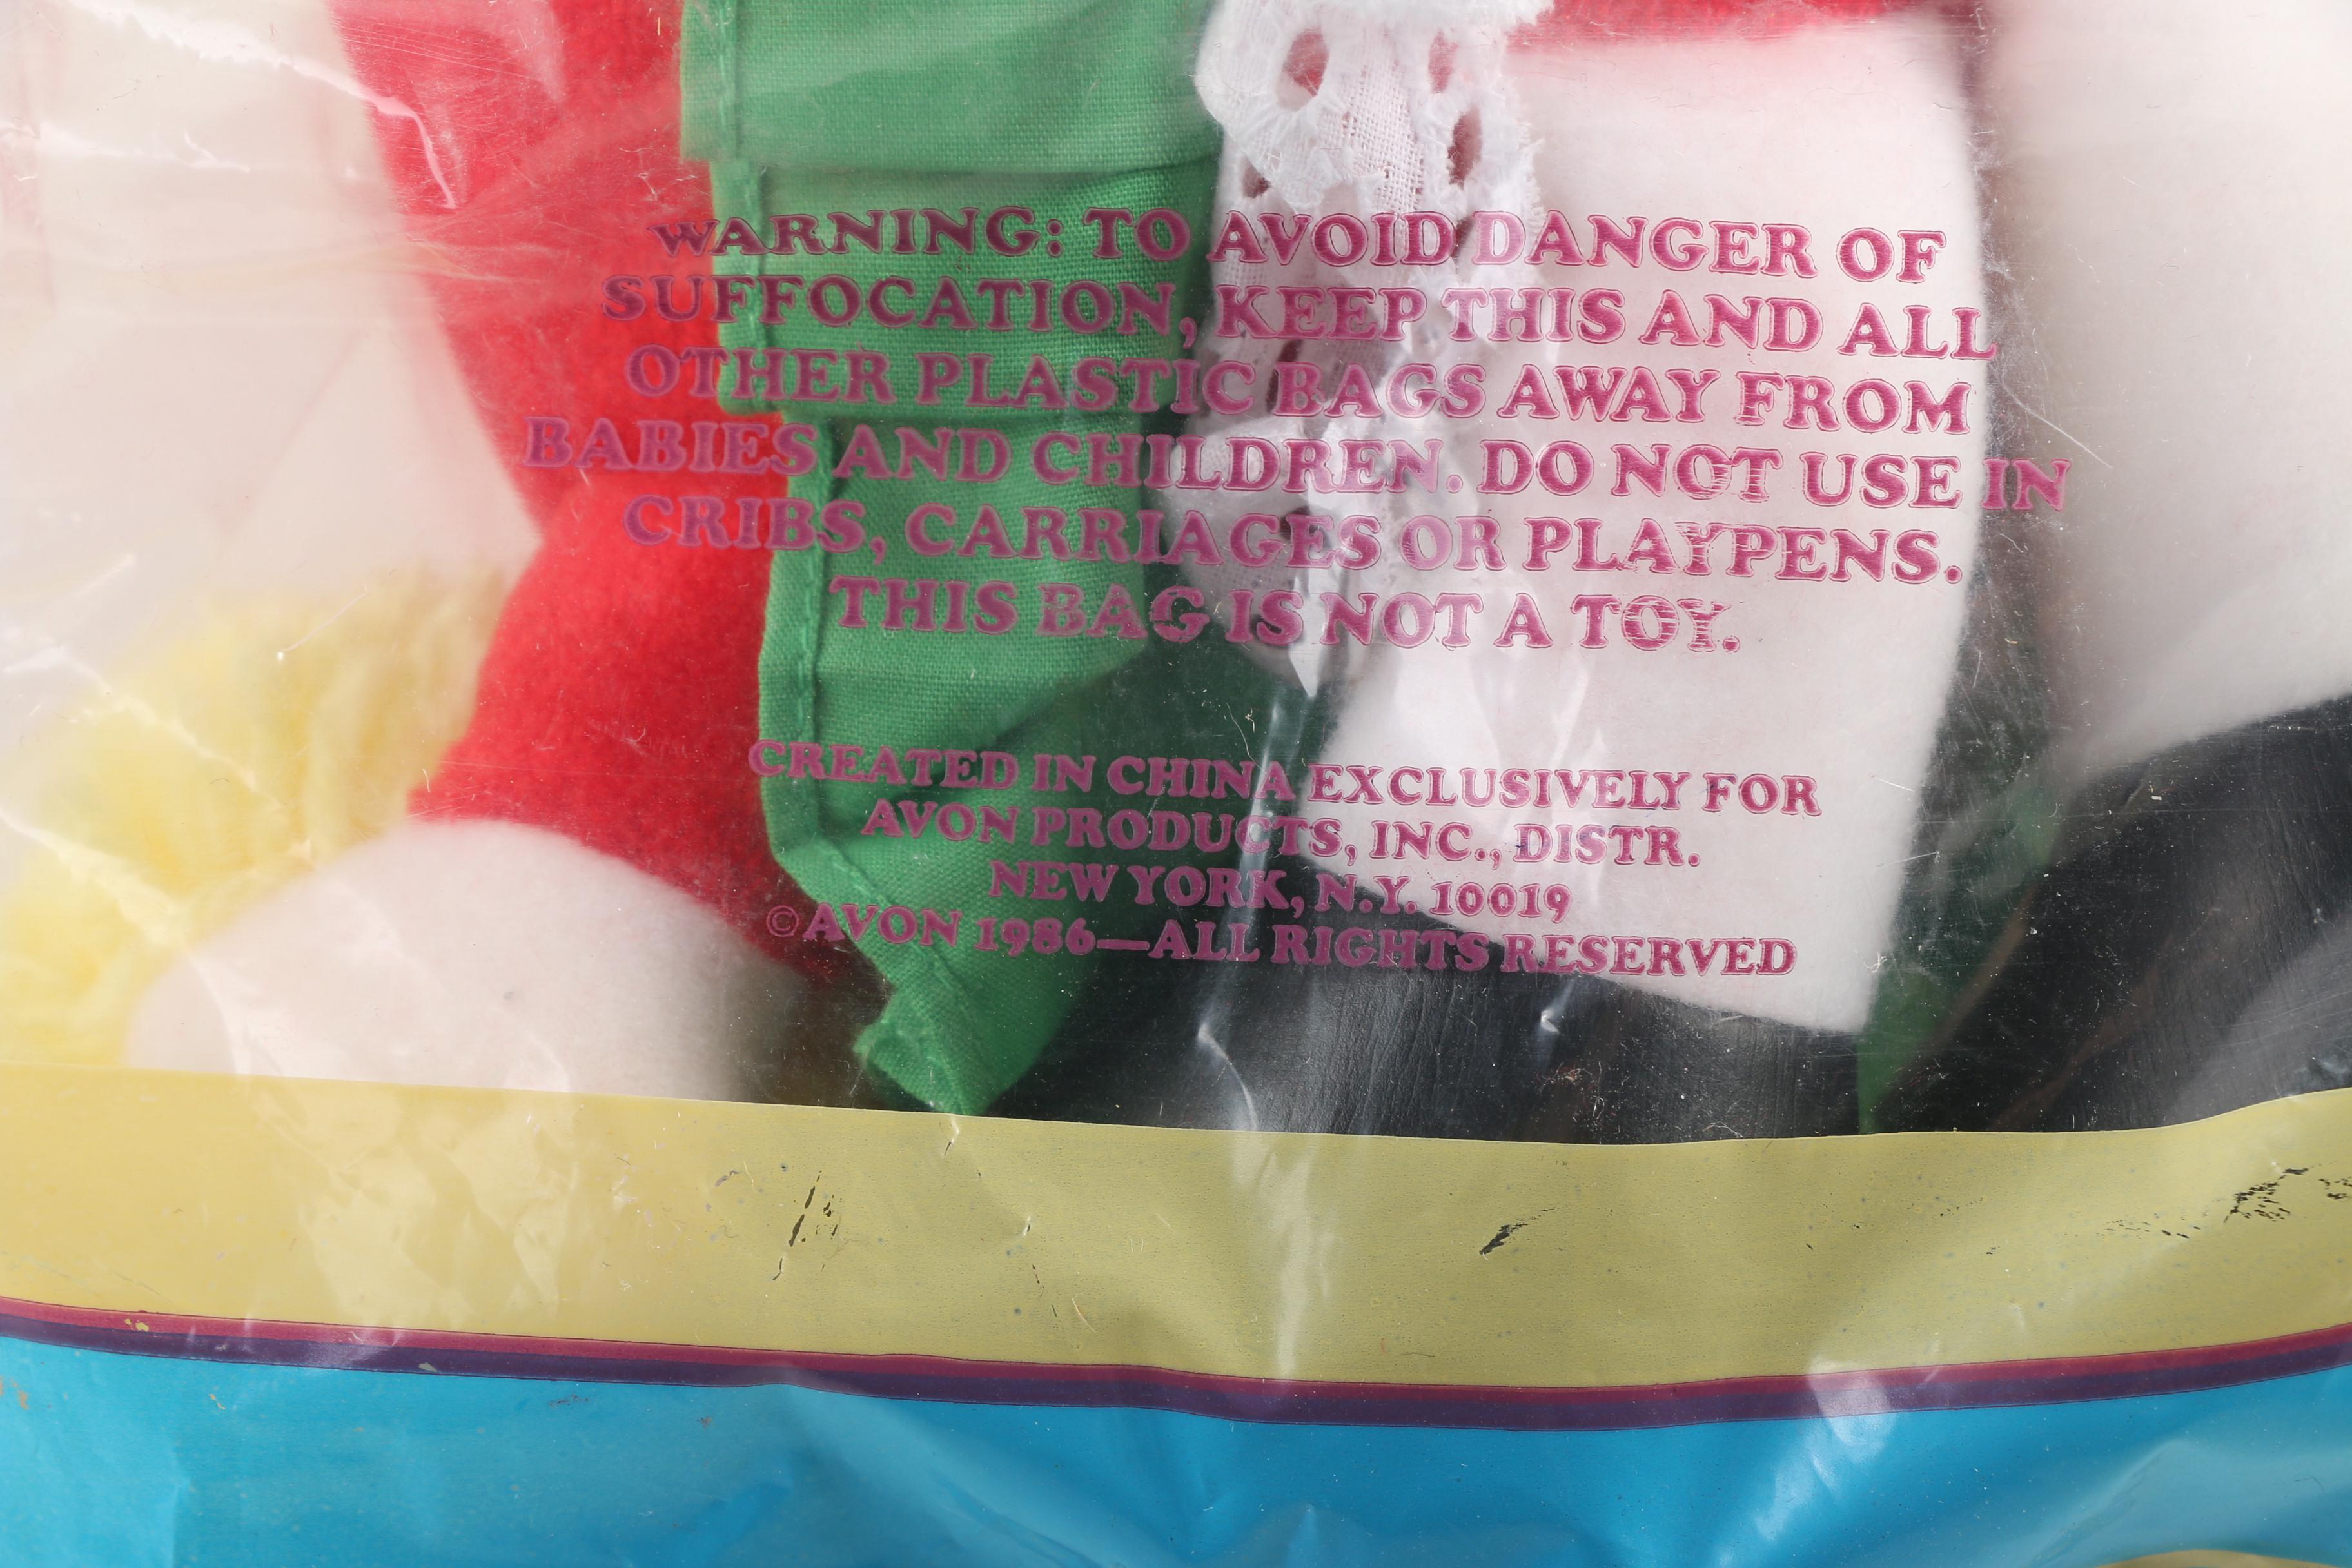 WARNING: TO AVOID DANGER OF
SUFFOCATION, KEEP THIS AND ALL
OTHER PLASTIC BAGS AWAY FROM
BABIES AND CHILDREN. DO NOT USE IN
CRIBS, CARRIAGES OR PLAYPENS.
THIS BAG IS NOT A TOY.
CREATED IN CHINA EXCLUSIVELY FOR
AVON PRODUCTS, INC., DISTR.
NEW YORK, N.Y. 10019
©AVON 1986—ALL RIGHTS RESERVED